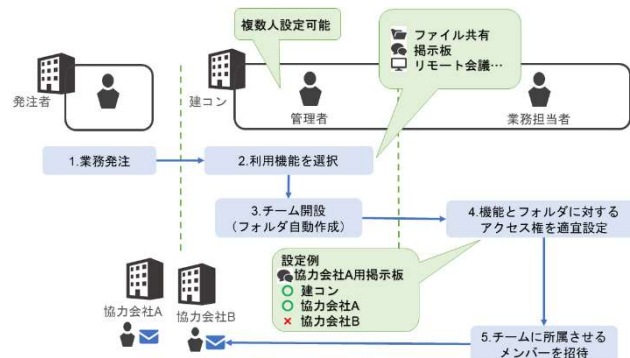 複数人設定可能
ファイル共有
掲示板
リモート会議…
発注者
建コン
管理者
業務担当者
1.業務発注
2.利用機能を選択
3.チーム開設
(フォルダ自動作成)
4.機能とフォルダに対する
アクセス権を適宜設定
設定例
協力会社A用掲示板
○ 建コン
○ 協力会社A
× 協力会社B
協力会社A
協力会社B
5.チームに所属させる
メンバーを招待